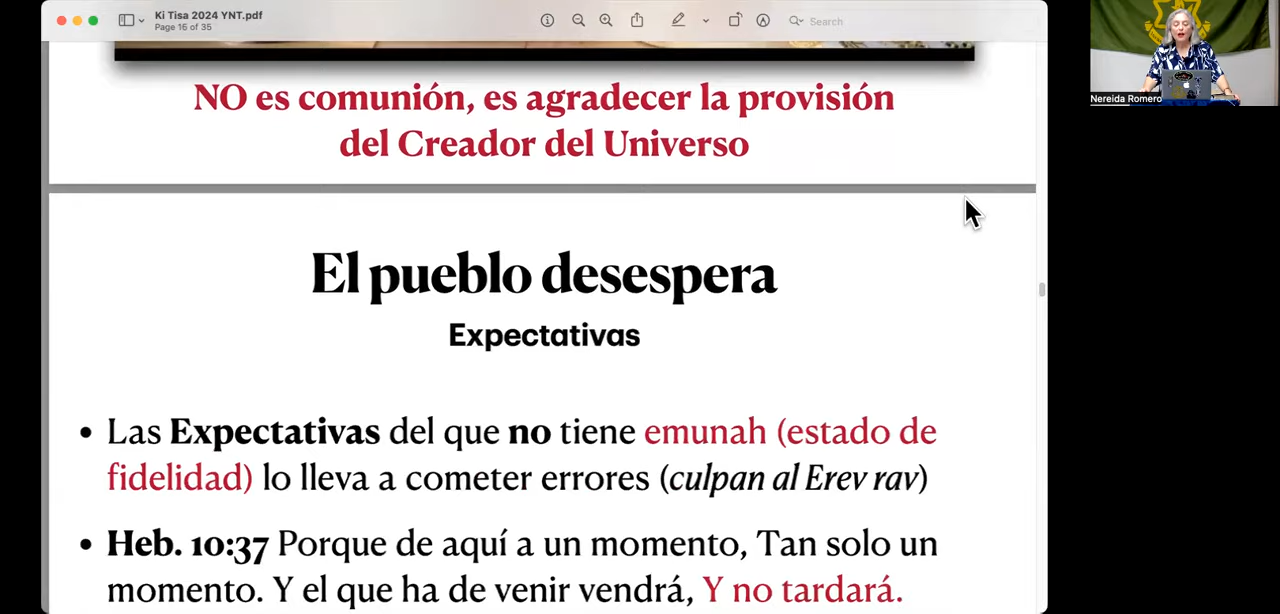 Ki Tisa 2024 YNT.pdf
Page 16 of 35
Search
Nereida Romero
NO es comunión, es agradecer la provisión
del Creador del Universo
El pueblo desespera
Expectativas
• Las Expectativas del que no tiene emunah (estado de
fidelidad) lo lleva a cometer errores (culpan al Erev rav)
• Heb. 10:37 Porque de aquí a un momento, Tan solo un
momento. Y el que ha de venir vendrá, Y no tardará.